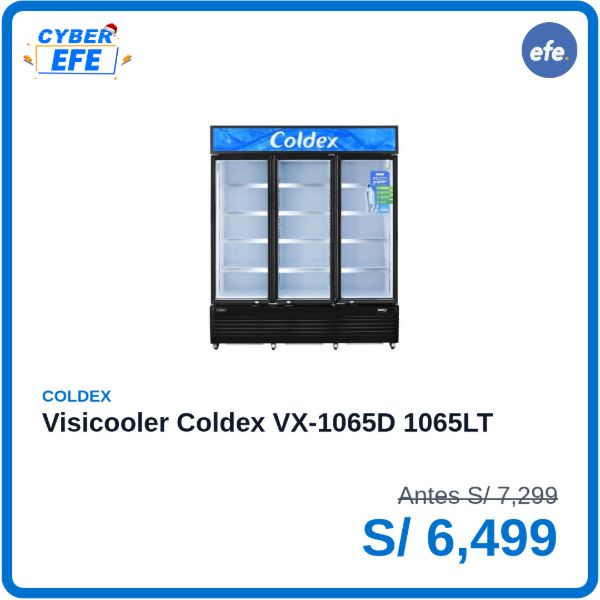 CYBER
EFE
efe.
Coldex
COLDEX
Visicooler Coldex VX-1065D 1065LT
Antes S/ 7,299
S/ 6,499